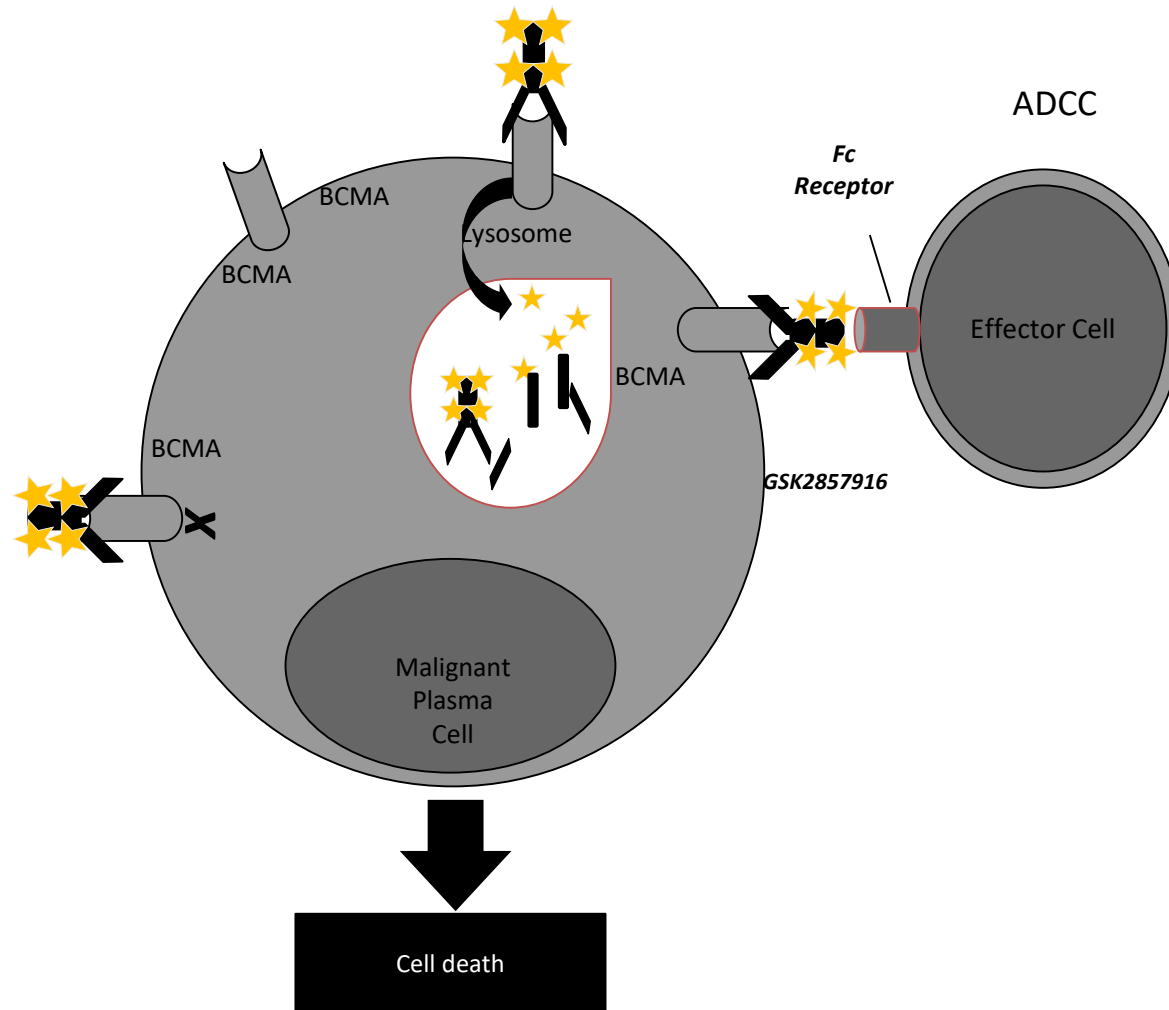 ADCC
Fc
Receptor
BCMA
Lysosome
BCMA
Effector Cell
BCMA
BCMA
GSK2857916
Malignant
Plasma
Cell
Cell death